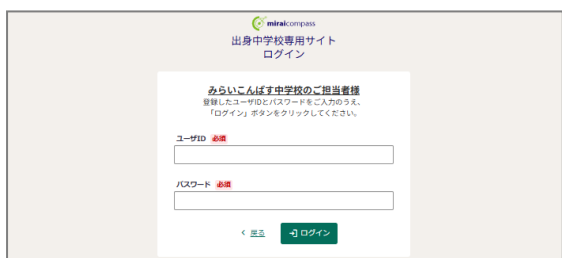 miraicompass
出身中学校専用サイト
ログイン
みらいこんぱす中学校のご担当者様
登録したユーザIDとパスワードをご入力のうえ、
「ログイン」ボタンをクリックしてください。
ユーザID 必須
パスワード 必須
戻る ログイン